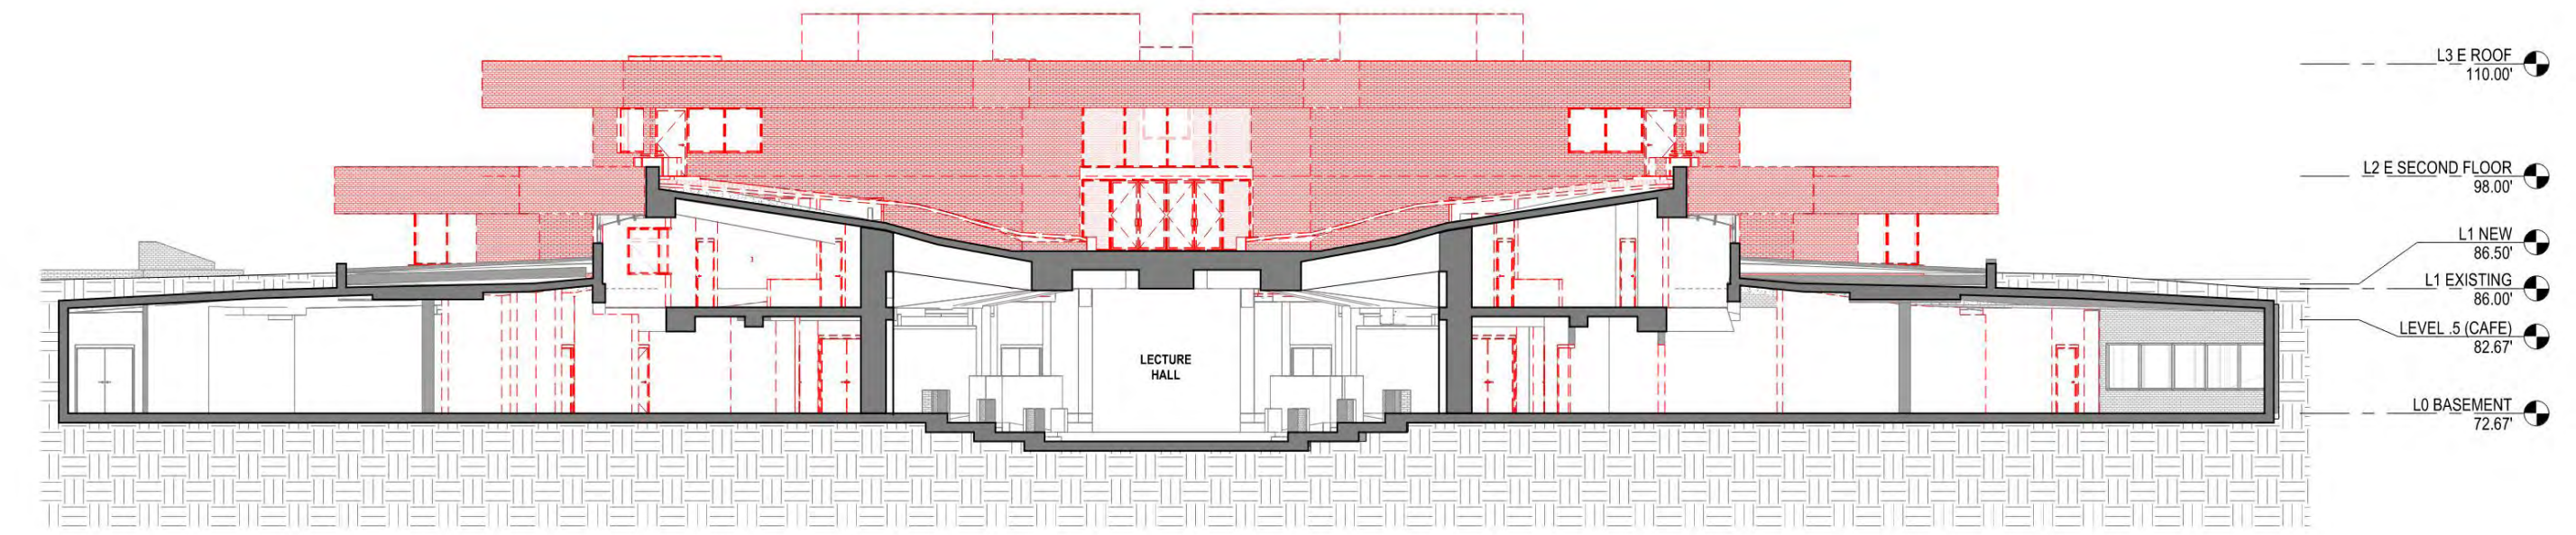 L3 E ROOF
110.00'
L2 E SECOND FLOOR
98.00'
L1 NEW
86.50'
L1 EXISTING
86.00'
LEVEL .5 (CAFE)
82.67'
LECTURE
HALL
L0 BASEMENT
72.67'